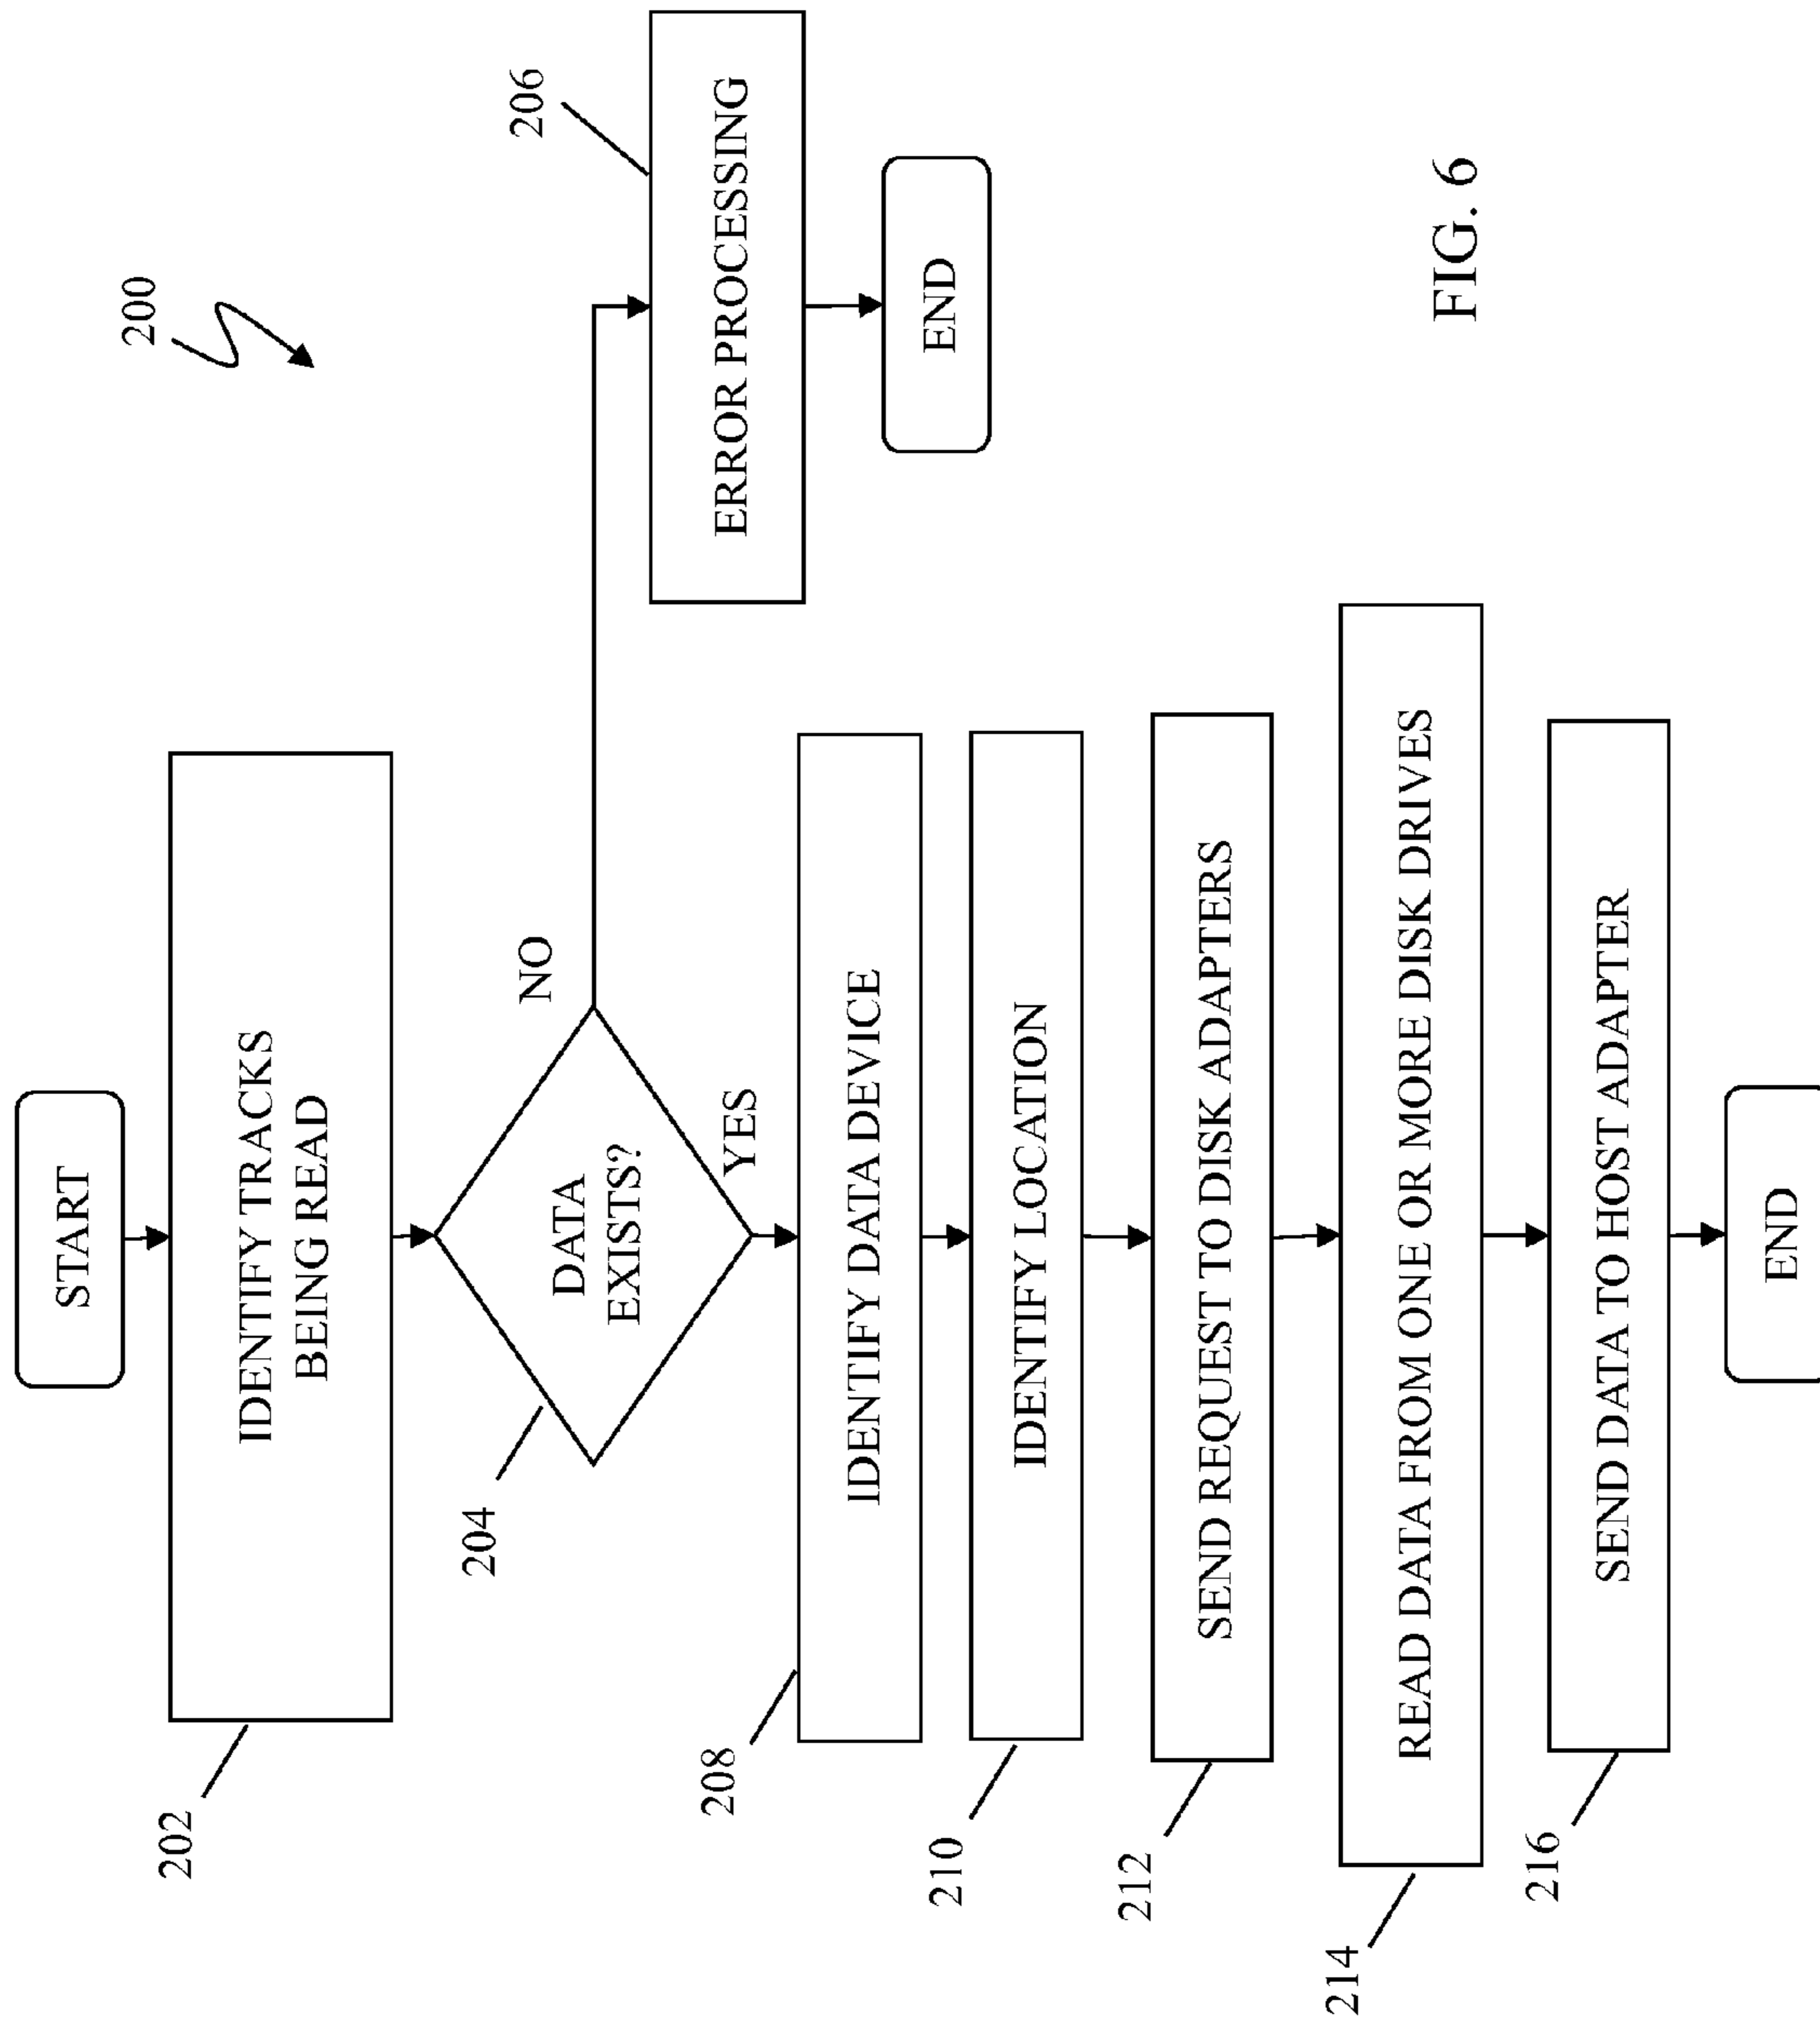 200
START
202
IDENTIFY TRACKS
BEING READ
204
DATA
EXISTS?
NO
YES
206
ERROR PROCESSING
END
208
IDENTIFY DATA DEVICE
210
IDENTIFY LOCATION
212
SEND REQUEST TO DISK ADAPTERS
214
READ DATA FROM ONE OR MORE DISK DRIVES
216
SEND DATA TO HOST ADAPTER
END
FIG. 6